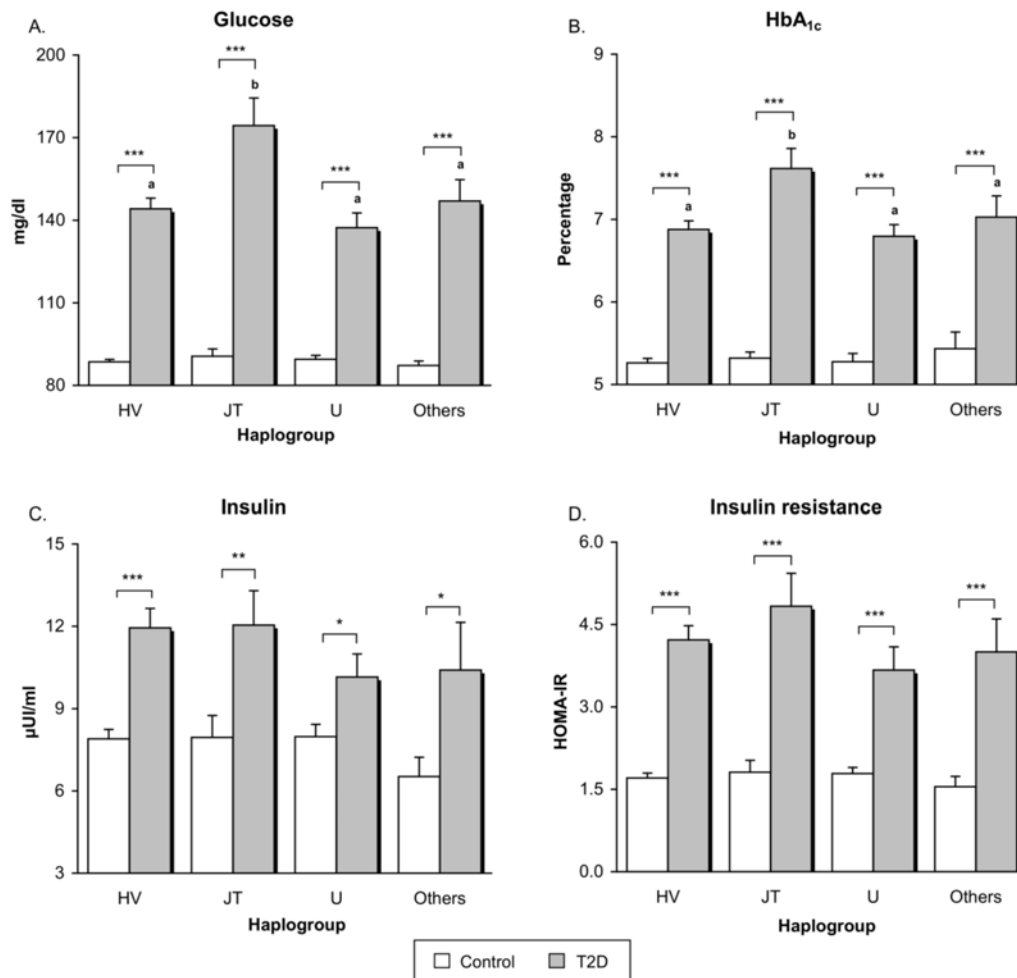 A.
Glucose
mg/dl
200
170
140
110
80
***
a
***
b
***
a
***
a
HV
JT
U
Others
Haplogroup
B.
HbA1c
Percentage
9
8
7
6
5
***
a
***
b
***
a
***
a
HV
JT
U
Others
Haplogroup
C.
Insulin
µUI/ml
15
12
9
6
3
***
**
*
*
HV
JT
U
Others
Haplogroup
D.
Insulin resistance
HOMA-IR
6.0
4.5
3.0
1.5
0.0
***
***
***
***
HV
JT
U
Others
Haplogroup
Control
T2D